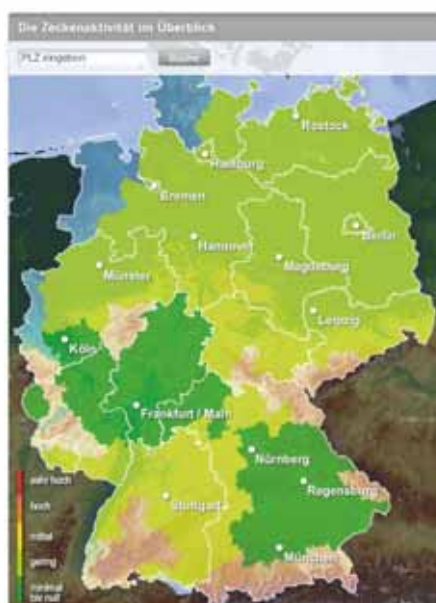 Die Zeckenaktivität im Überblick
PLZ eingeben
Rostock
Hamburg
Bremen
Berlin
Hannover
Magdeburg
Münster
Leipzig
Köln
Frankfurt / Main
Nürnberg
Regensburg
Stuttgart
München
sehr hoch
hoch
mittel
gering
minimal
bis null